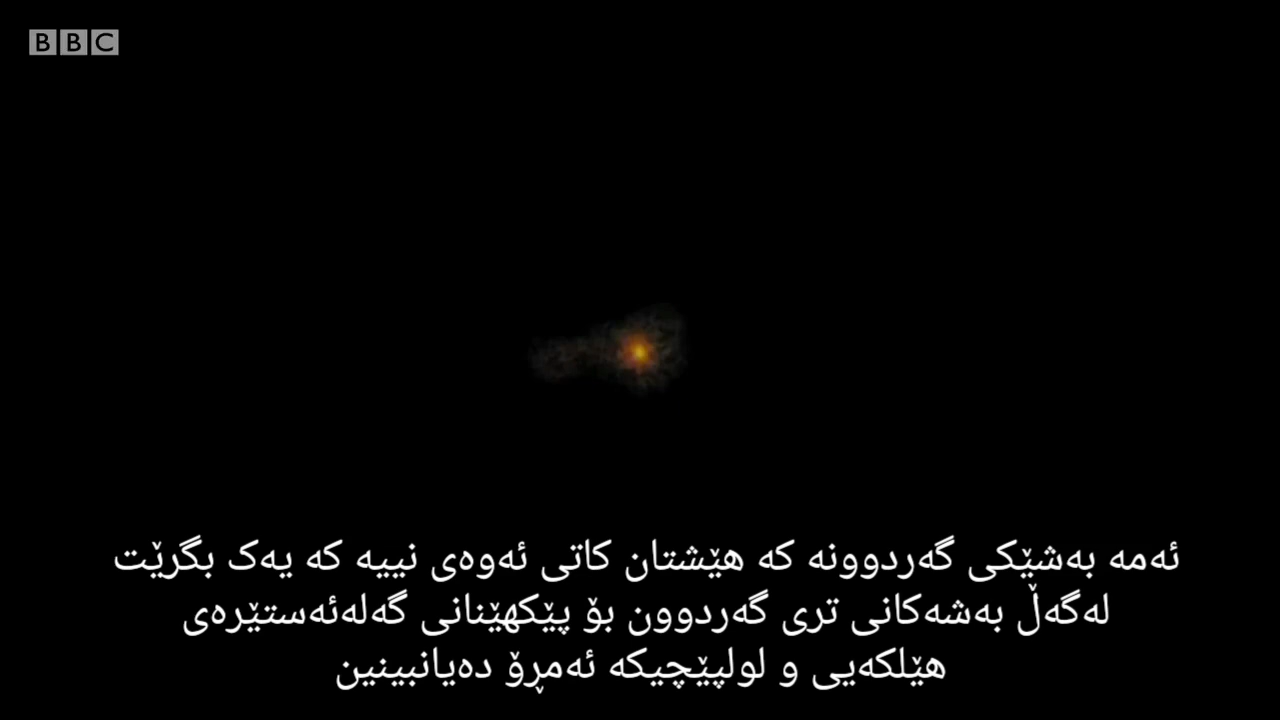 BBC
ئەمە بەشێکی گەردوونە کە هێشتان کاتی ئەوەی نییە کە یەک بگرێت
لەگەڵ بەشەکانی تری گەردوون بۆ پێکهێنانی گەلەئەستێرەی
هێلکەیی و لولپێچیکە ئەمڕۆ دەیانبینین